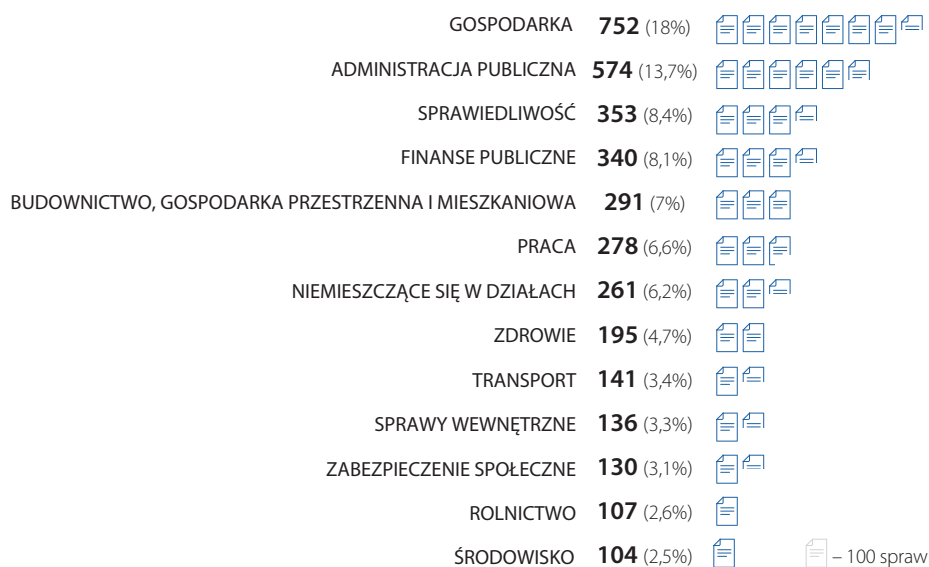 GOSPODARKA 752 (18%)
ADMINISTRACJA PUBLICZNA 574 (13,7%)
SPRAWIEDLIWOŚĆ 353 (8,4%)
FINANSE PUBLICZNE 340 (8,1%)
BUDOWNICTWO, GOSPODARKA PRZESTRZENNA I MIESZKANIOWA 291 (7%)
PRACA 278 (6,6%)
NIEMIESZCZĄCE SIĘ W DZIAŁACH 261 (6,2%)
ZDROWIE 195 (4,7%)
TRANSPORT 141 (3,4%)
SPRAWY WEWNĘTRZNE 136 (3,3%)
ZABEZPIECZENIE SPOŁECZNE 130 (3,1%)
ROLNICTWO 107 (2,6%)
ŚRODOWISKO 104 (2,5%) – 100 spraw